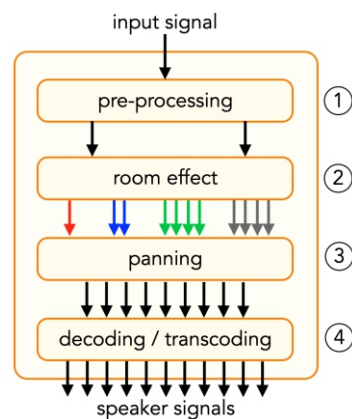 input signal
pre-processing
①
room effect
②
panning
③
decoding / transcoding
④
speaker signals